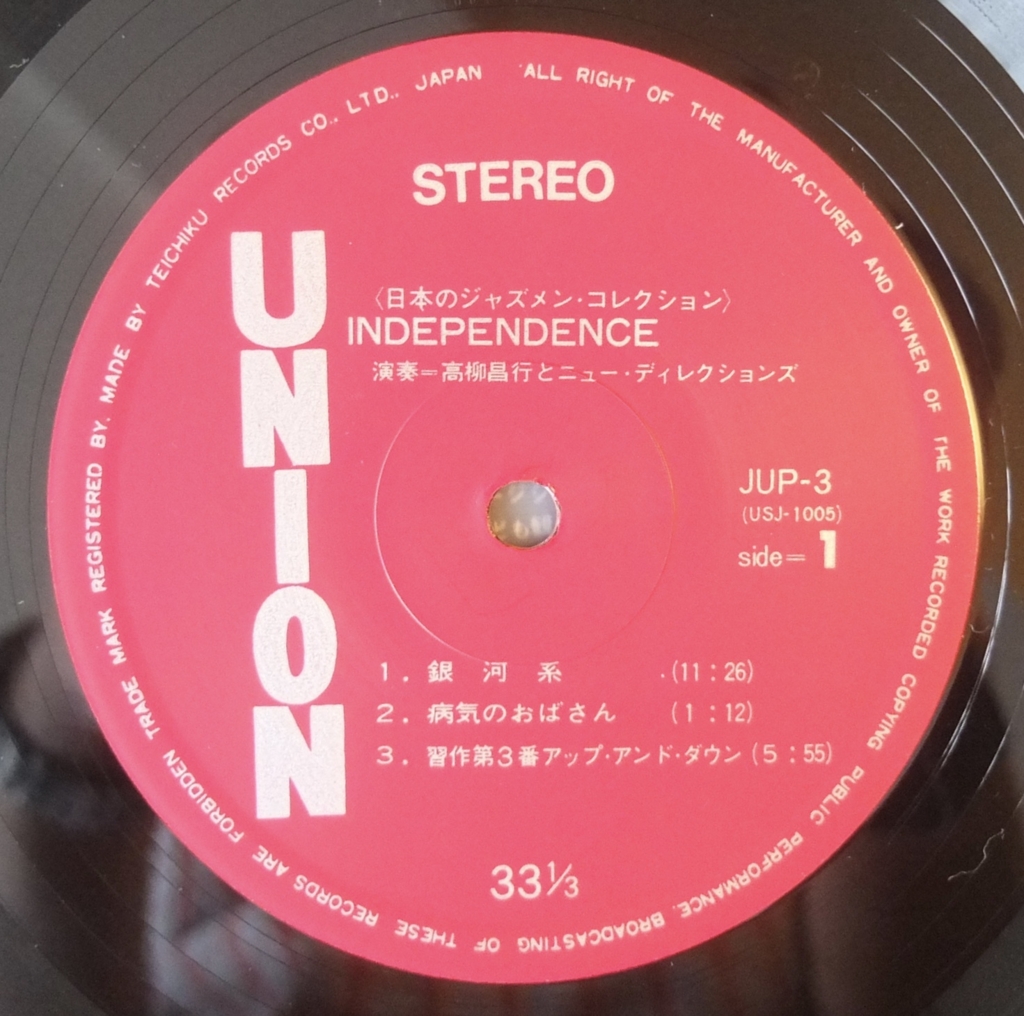 TRADE MARK REGISTERED BY. MADE BY TEICHIKU RECORDS CO., LTD., JAPAN
ALL RIGHT OF THE MANUFACTURER AND OWNER OF THE WORK RECORDED COPYING PUBLIC PERFORMANCE. BROADCASTING OF THESE RECORDS ARE FORBIDDEN
STEREO
UNION
〈日本のジャズメン・コレクション〉
INDEPENDENCE
演奏=高柳昌行とニュー・ディレクションズ
JUP-3
(USJ-1005)
side=1
1. 銀河系 (11:26)
2. 病気のおばさん (1:12)
3. 習作第3番アップ・アンド・ダウン (5:55)
33⅓